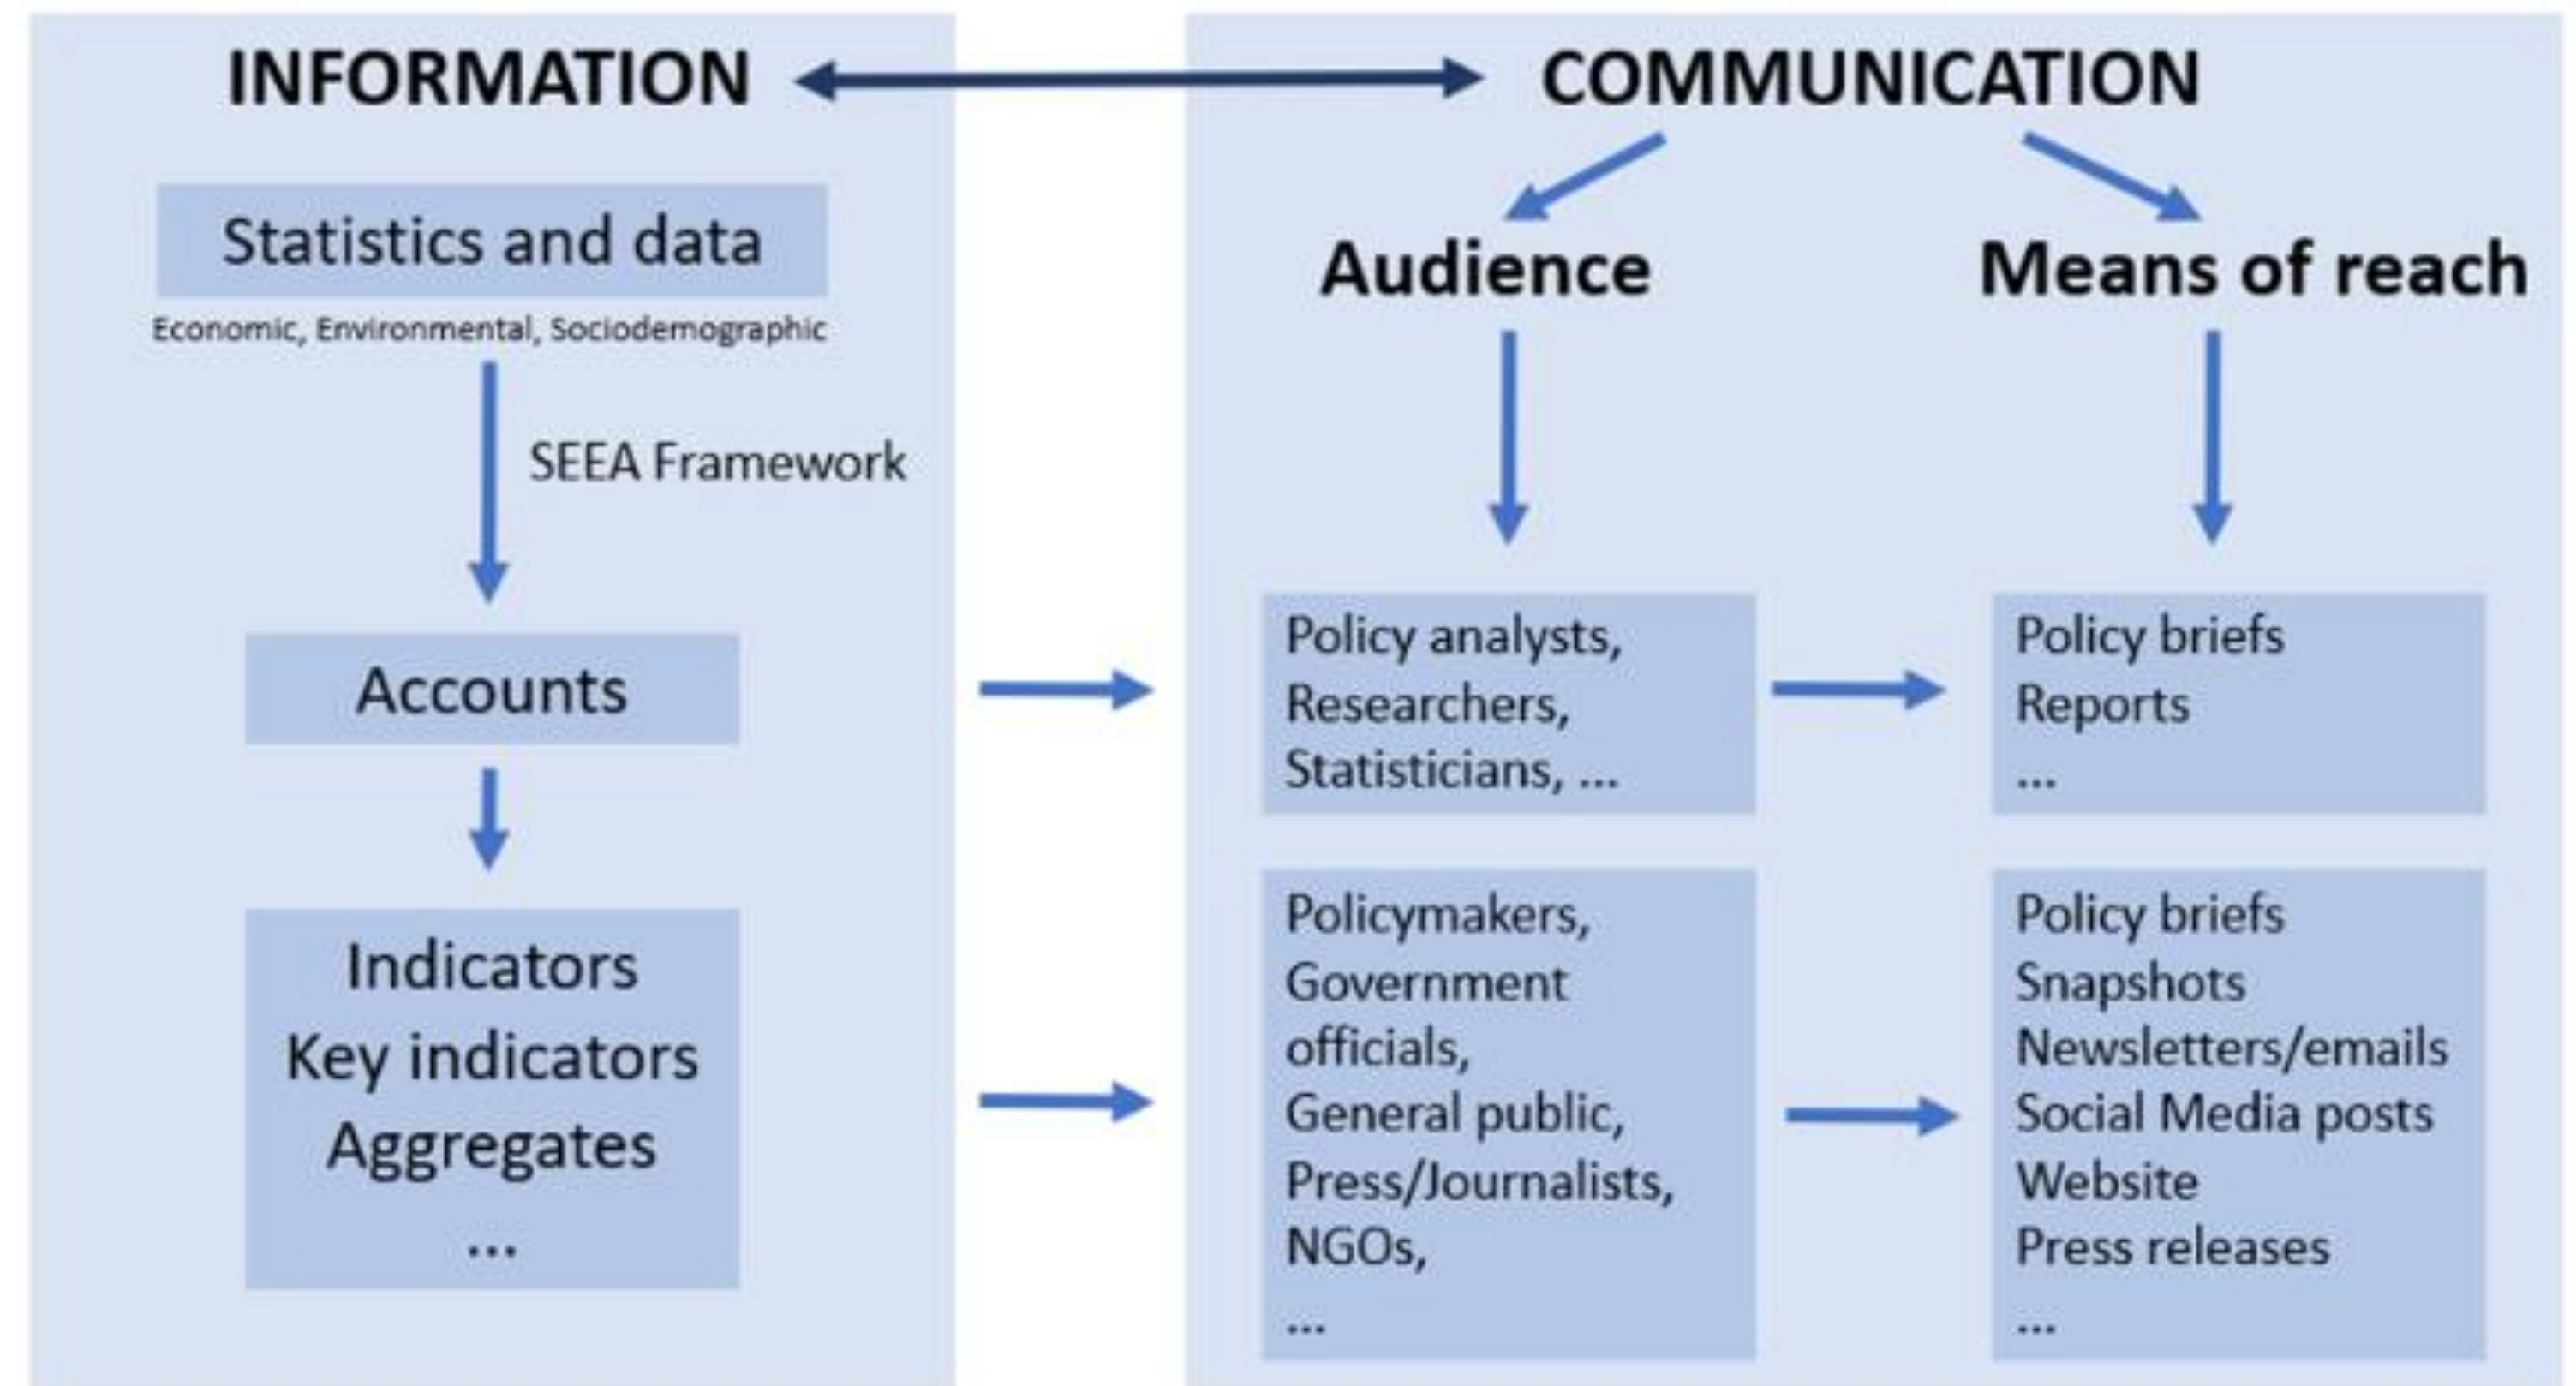 INFORMATION
Statistics and data
Economic, Environmental, Sociodemographic
SEEA Framework
Accounts
Indicators
Key indicators
Aggregates
...
COMMUNICATION
Audience
Means of reach
Policy analysts,
Researchers,
Statisticians, ...
Policy briefs
Reports
...
Policymakers,
Government
officials,
General public,
Press/Journalists,
NGOs,
...
Policy briefs
Snapshots
Newsletters/emails
Social Media posts
Website
Press releases
...